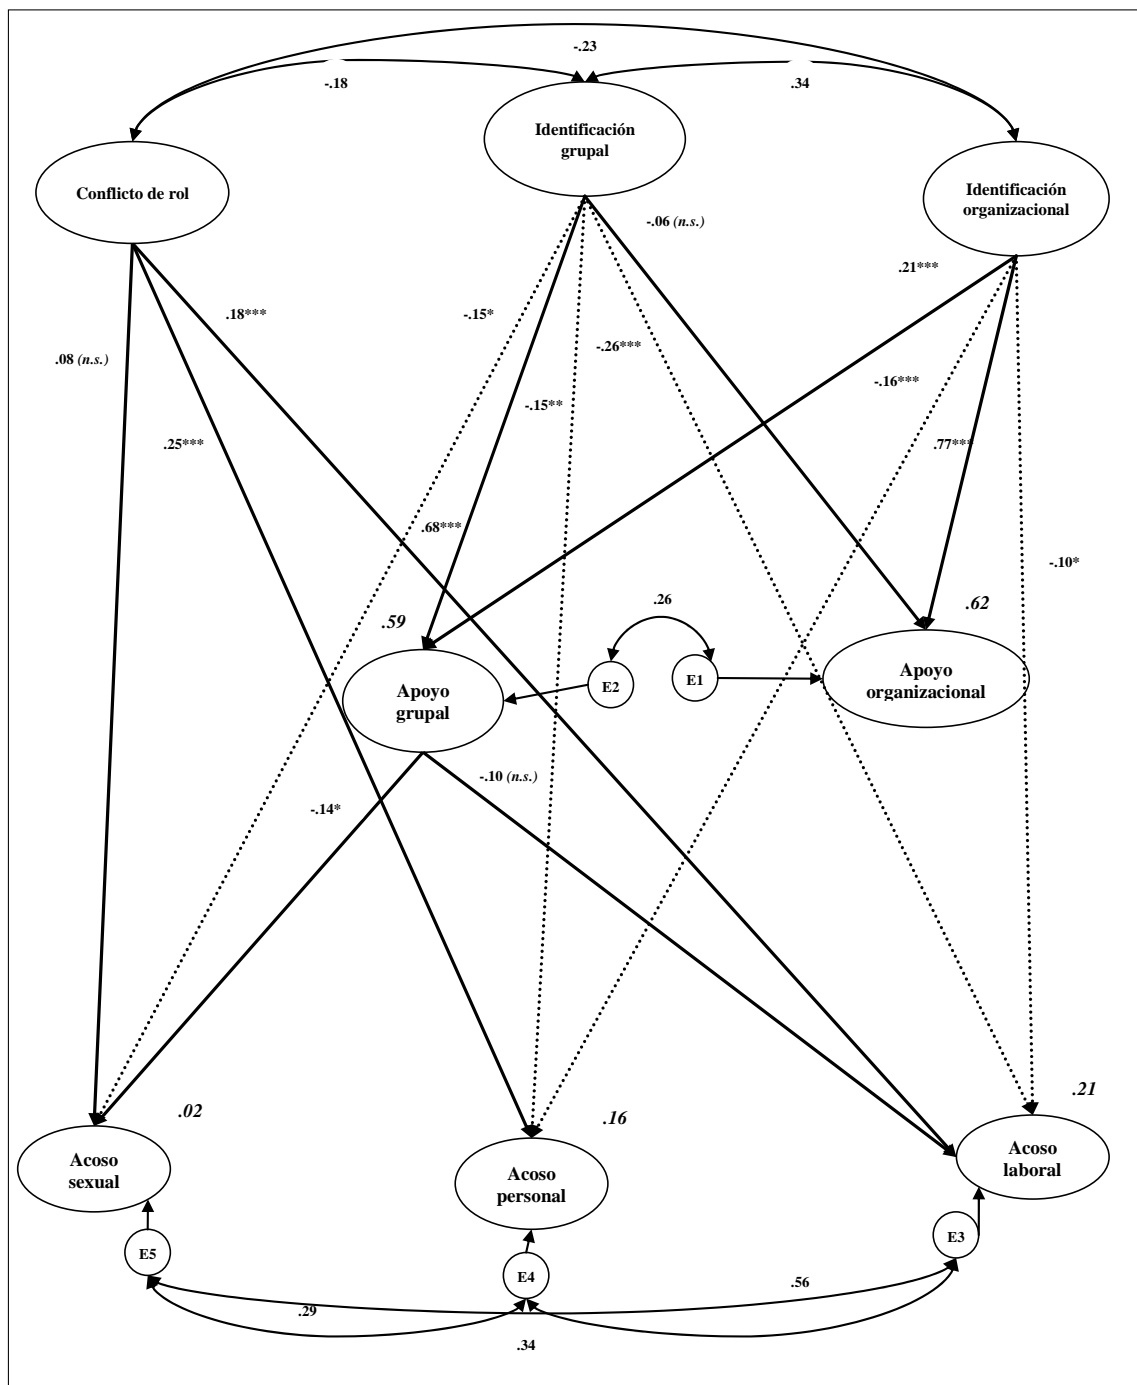 -.23
-.18
.34
Identificación
grupal
Conflicto de rol
Identificación
organizacional
-.06 (n.s.)
.21***
.18***
-.15*
-.26***
.08 (n.s.)
-.16***
-.15**
.25***
.68***
.77***
-.10*
.26
.59
.62
Apoyo
grupal
E2
E1
Apoyo
organizacional
-.10 (n.s.)
-.14*
.02
.16
.21
Acoso
sexual
Acoso
personal
Acoso
laboral
E5
E4
E3
.29
.56
.34